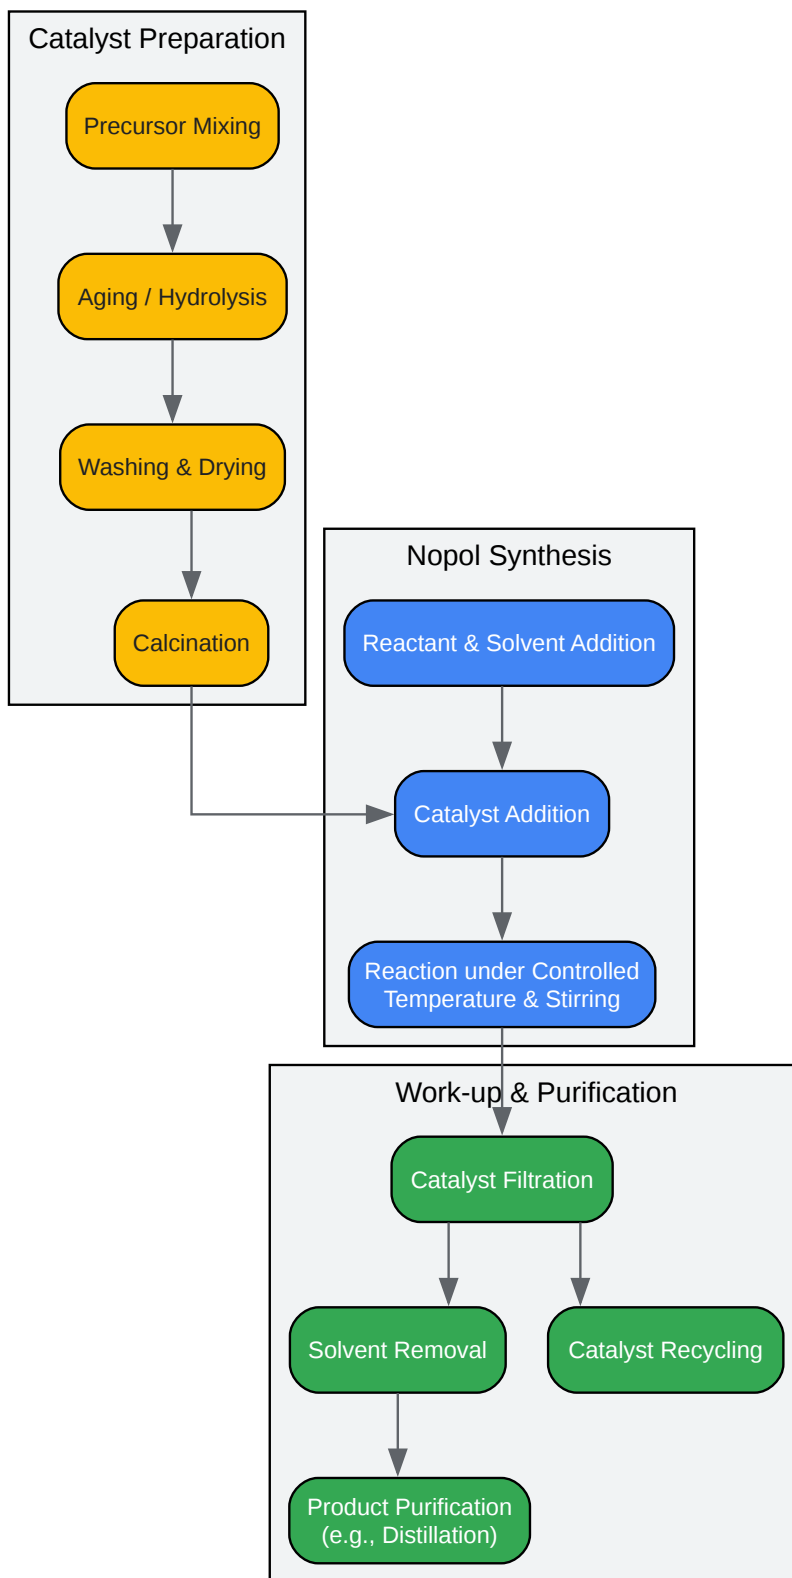 Catalyst Preparation
Precursor Mixing
Aging / Hydrolysis
Washing & Drying
Calcination
Nopol Synthesis
Reactant & Solvent Addition
Catalyst Addition
Reaction under Controlled
Temperature & Stirring
Work-up & Purification
Catalyst Filtration
Solvent Removal
Catalyst Recycling
Product Purification
(e.g., Distillation)